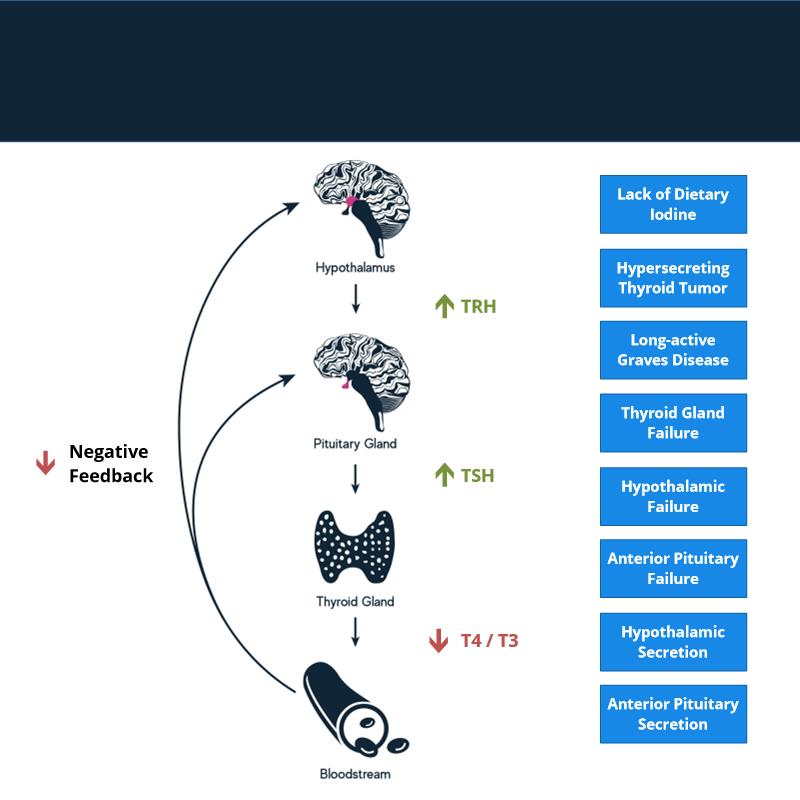 Hypothalamus
TRH
Pituitary Gland
Negative
Feedback
TSH
Thyroid Gland
T4 / T3
Bloodstream
Lack of Dietary
Iodine
Hypersecreting
Thyroid Tumor
Long-active
Graves Disease
Thyroid Gland
Failure
Hypothalamic
Failure
Anterior Pituitary
Failure
Hypothalamic
Secretion
Anterior Pituitary
Secretion